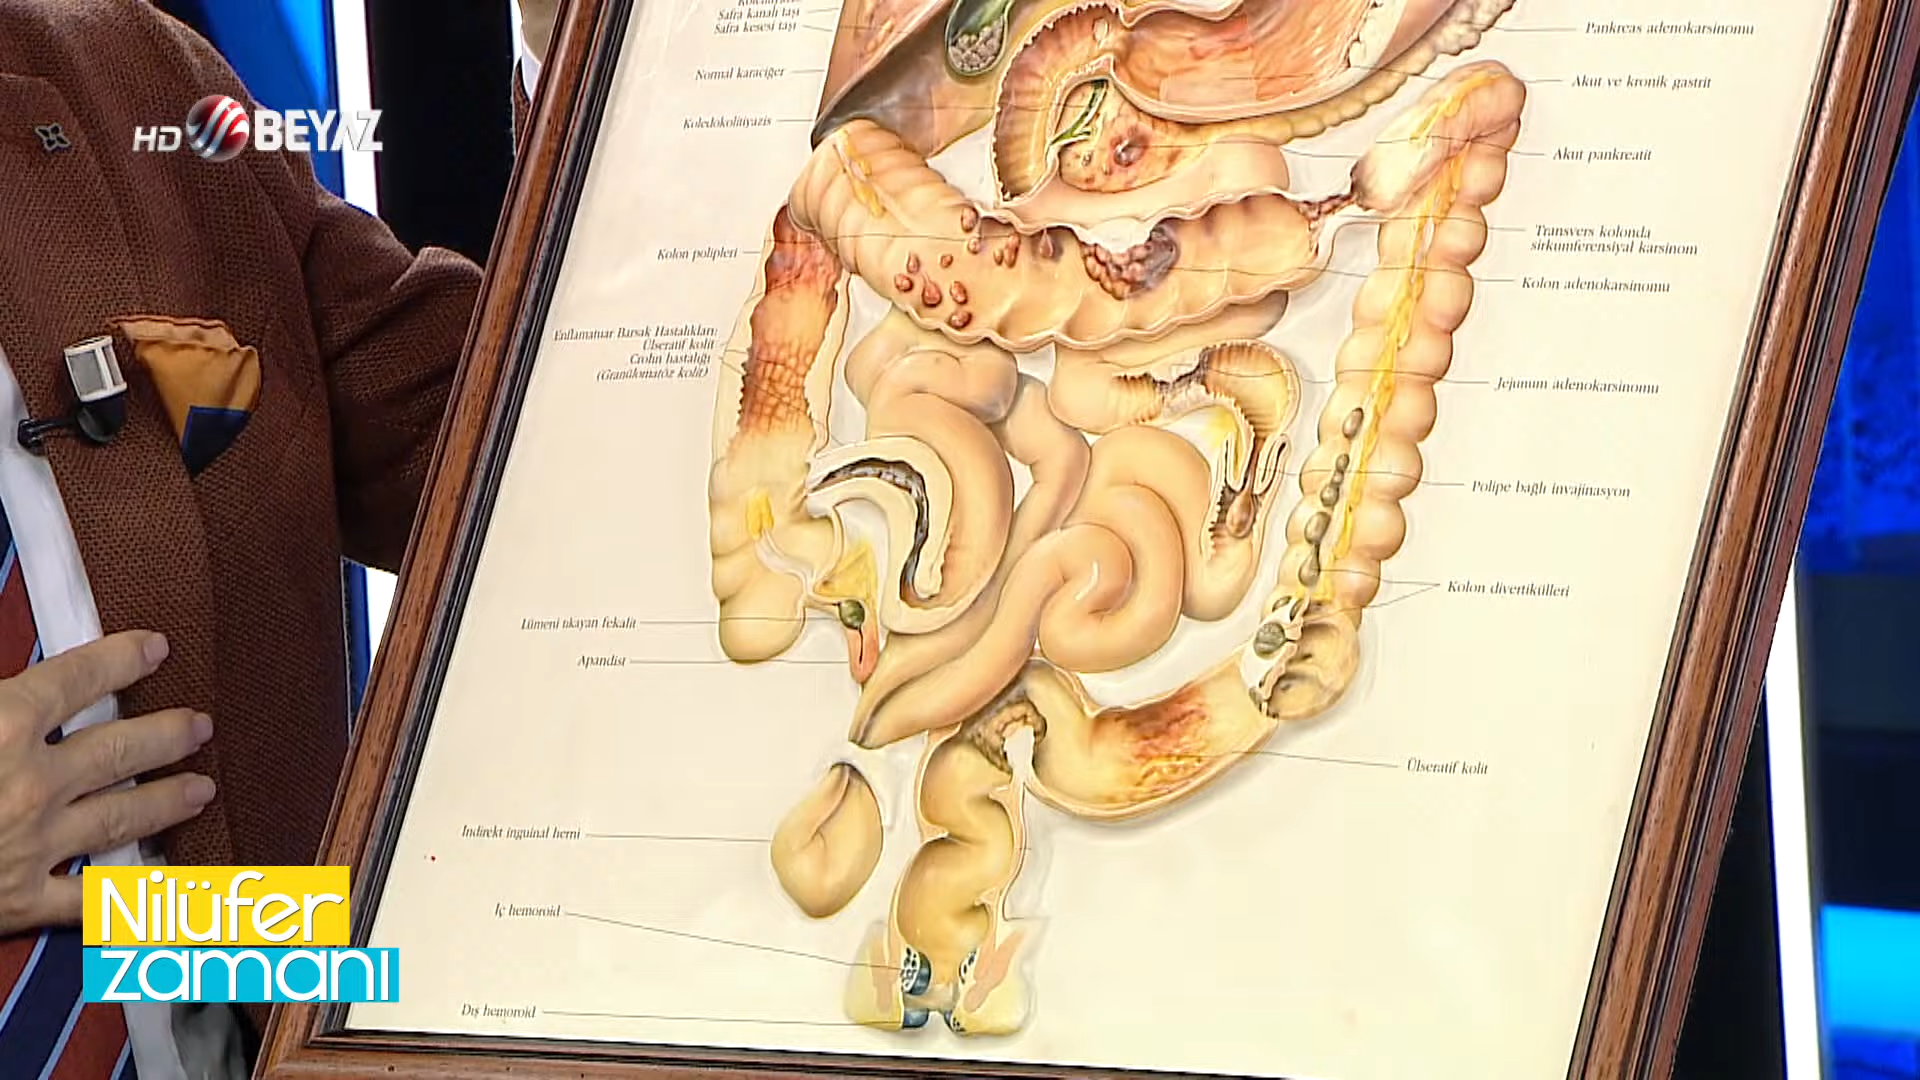 Safra kanalı taşı
Safra kesesi taşı
Normal karaciğer
Koledokolitiyazis
Kolon polipleri
Enflamatuar Barsak Hastalıkları:
Ülseratif kolit
Crohn hastalığı
(Granülomatöz kolit)
Lümeni tıkayan fekalit
Apandist
İndirekt inguinal herni
İç hemoroid
Dış hemoroid
Pankreas adenokarsinomu
Akut ve kronik gastrit
Akut pankreatit
Transvers kolonda
sirkumferensiyal karsinom
Kolon adenokarsinomu
Jejunum adenokarsinomu
Polipe bağlı invajinasyon
Kolon divertikülleri
Ülseratif kolit
HD BEYAZ
Nilüfer
zamanı